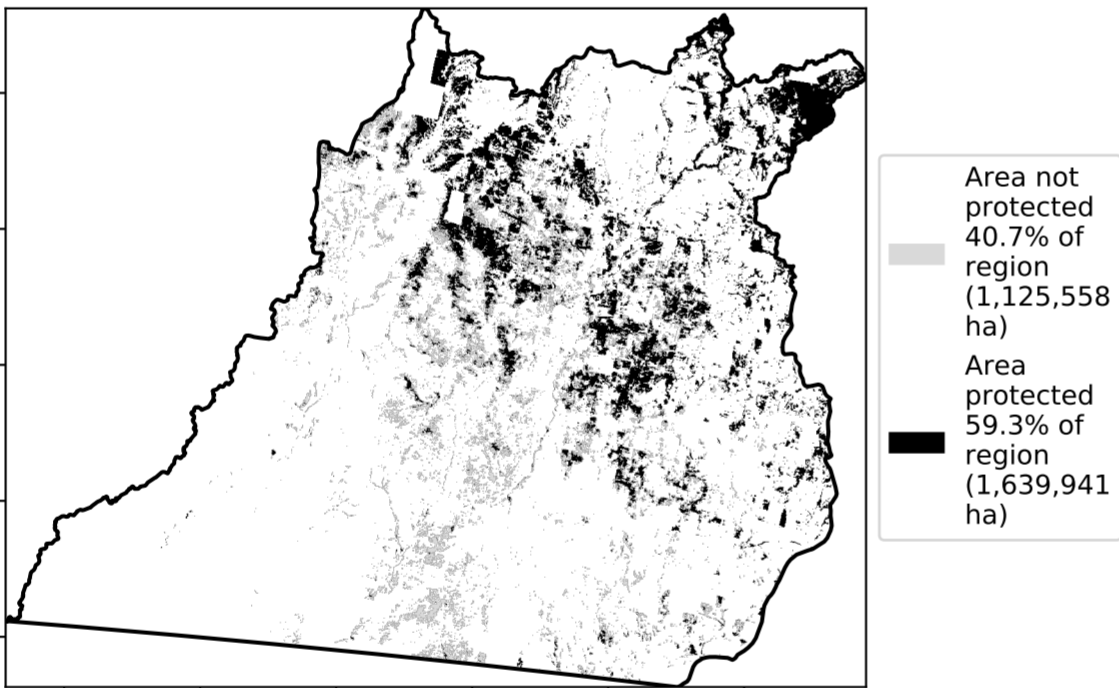 Area not
protected
40.7% of
region
(1,125,558
ha)
Area
protected
59.3% of
region
(1,639,941
ha)